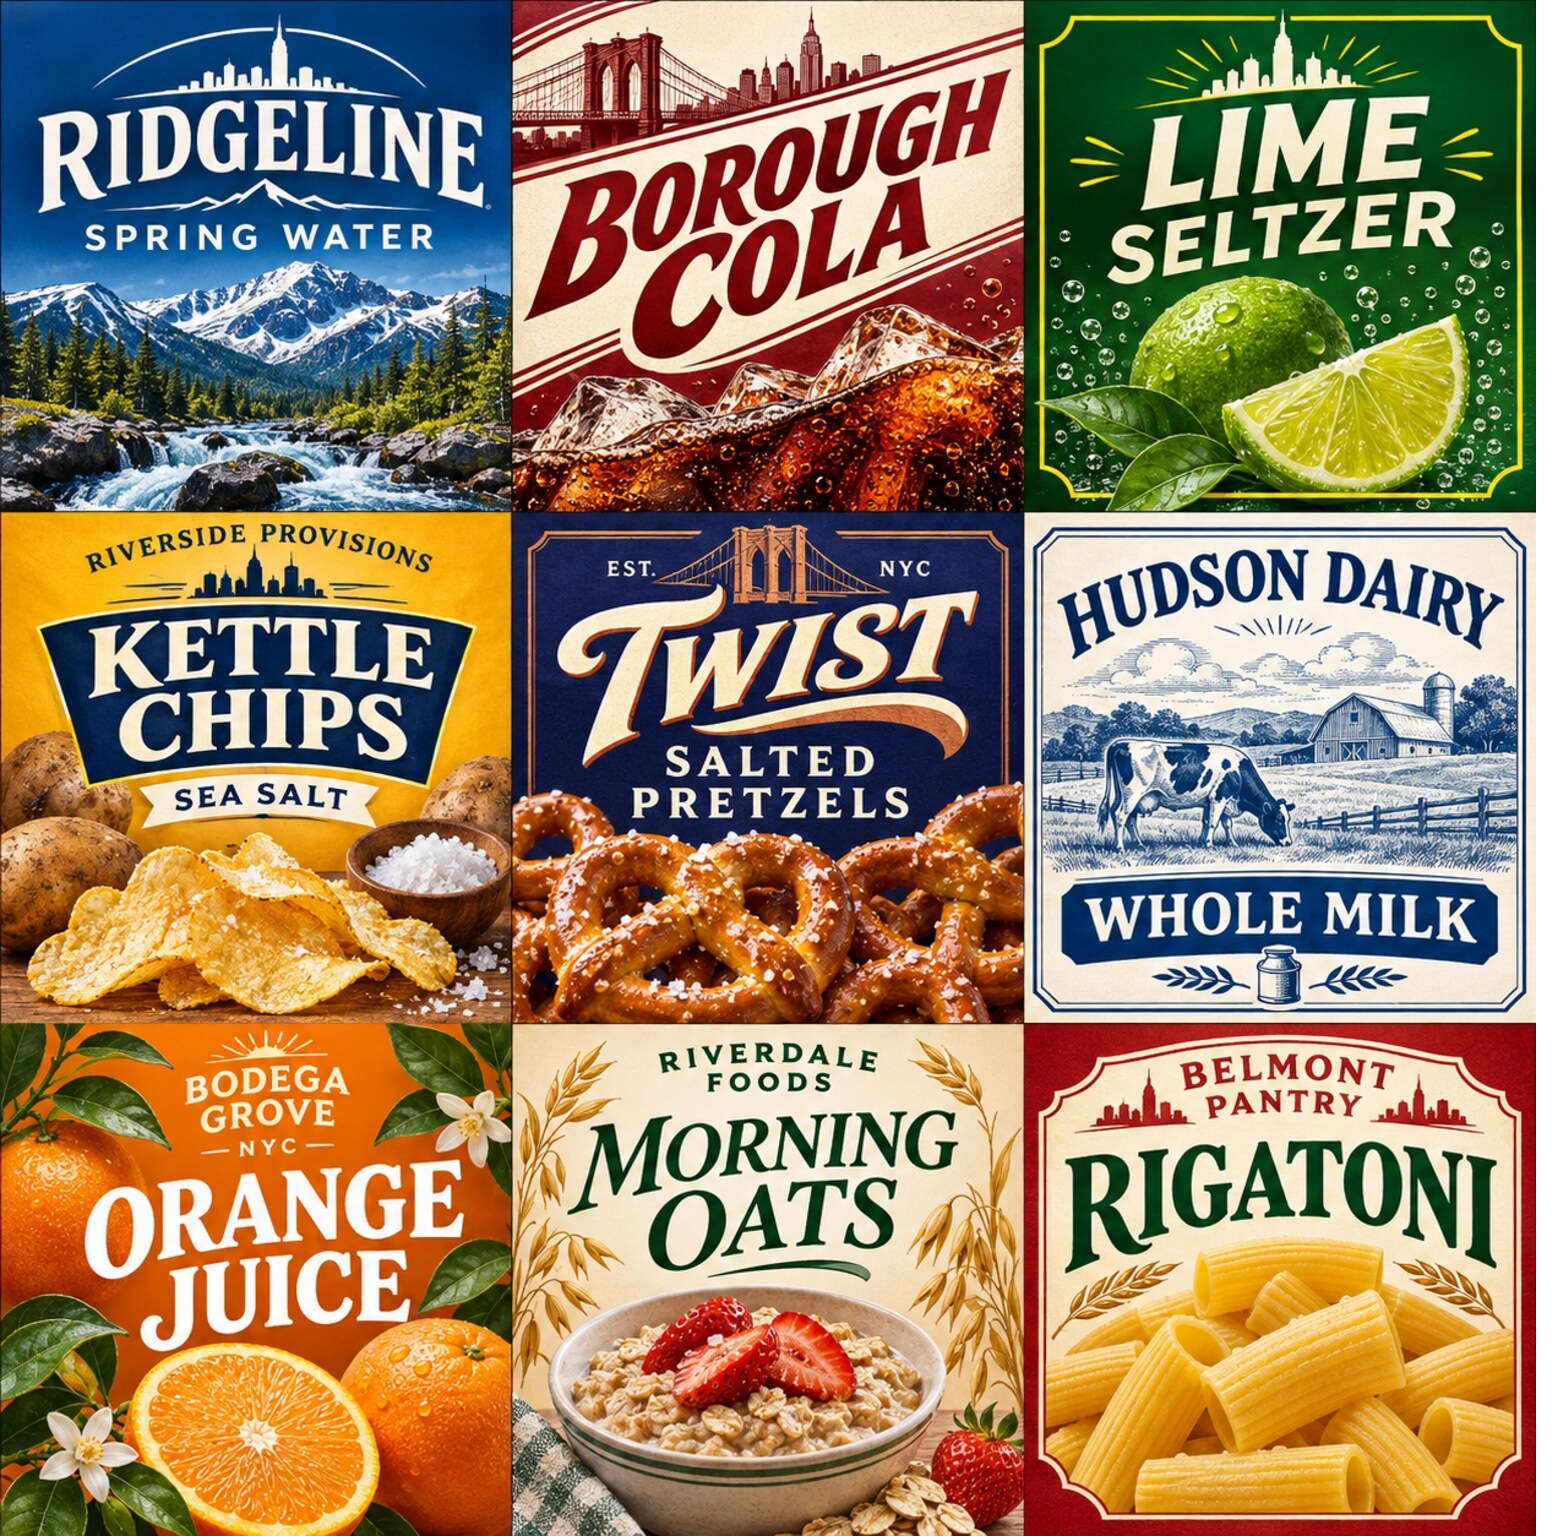 RIDGELINE
SPRING WATER
BOROUGH
COLA
LIME
SELTZER
RIVERSIDE PROVISIONS
KETTLE
CHIPS
SEA SALT
EST. NYC
TWIST
SALTED
PRETZELS
HUDSON DAIRY
WHOLE MILK
BODEGA
GROVE
NYC
ORANGE
JUICE
RIVERDALE
FOODS
MORNING
OATS
BELMONT
PANTRY
RIGATONI